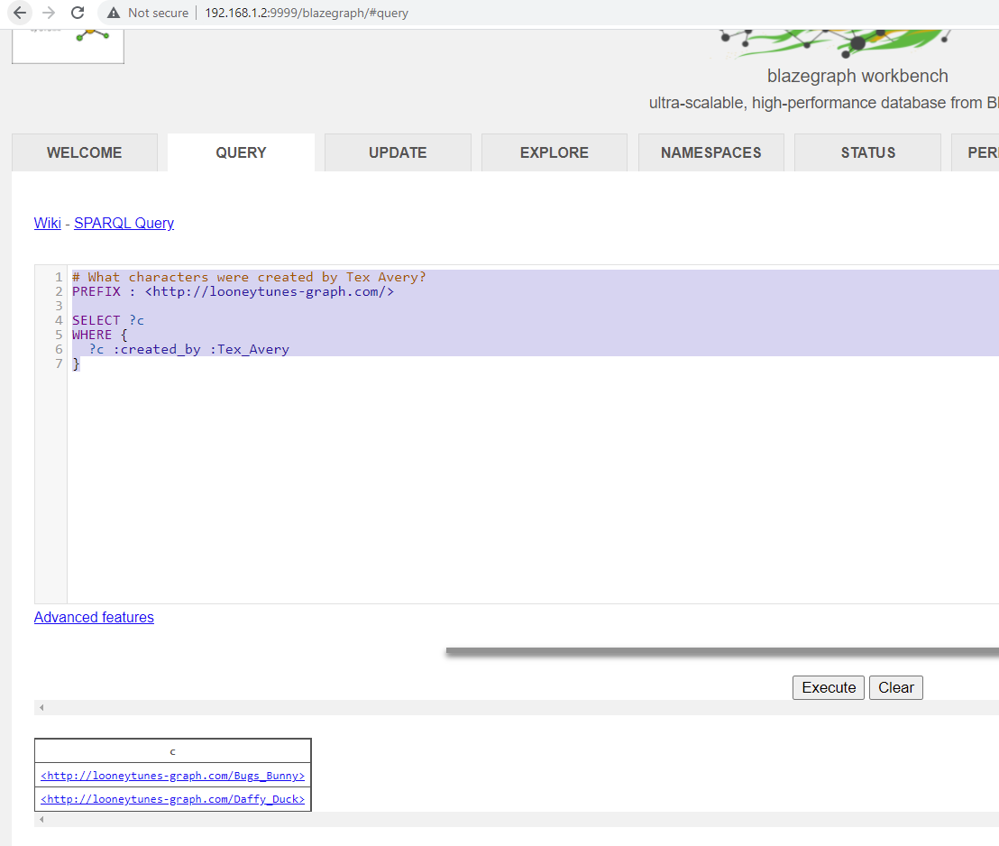 Not secure
192.168.1.2:9999/blazegraph/#query
blazegraph workbench
ultra-scalable, high-performance database from Bl
WELCOME
QUERY
UPDATE
EXPLORE
NAMESPACES
STATUS
PER
Wiki - SPARQL Query
1 # What characters were created by Tex Avery?
2 PREFIX : <http://looneytunes-graph.com/>
3
4 SELECT ?c
5 WHERE {
6 ?c :created_by :Tex_Avery
7 }
Advanced features
Execute
Clear
c
<http://looneytunes-graph.com/Bugs_Bunny>
<http://looneytunes-graph.com/Daffy_Duck>